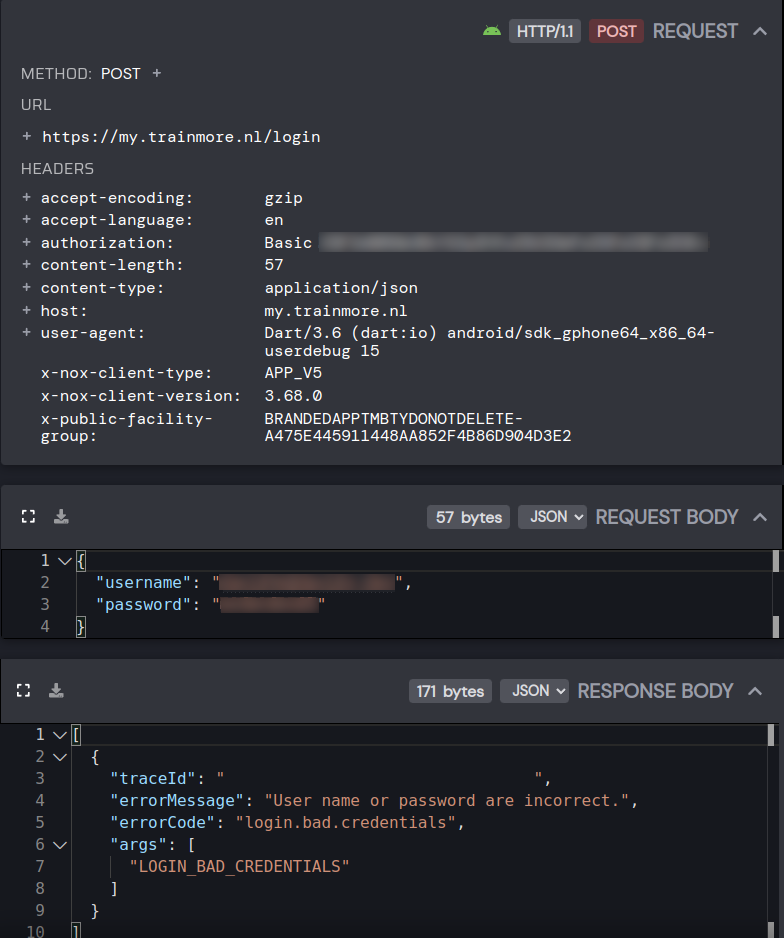 HTTP/1.1 POST REQUEST
METHOD: POST +
URL
+ https://my.trainmore.nl/login
HEADERS
+ accept-encoding: gzip
+ accept-language: en
+ authorization: Basic
+ content-length: 57
+ content-type: application/json
+ host: my.trainmore.nl
+ user-agent: Dart/3.6 (dart:io) android/sdk_gphone64_x86_64-
userdebug 15
x-nox-client-type: APP_V5
x-nox-client-version: 3.68.0
x-public-facility- BRANDEDAPPTMBTYDONOTDELETE-
group: A475E445911448AA852F4B86D904D3E2
57 bytes JSON REQUEST BODY
1 {
2 "username": "",
3 "password": ""
4 }
171 bytes JSON RESPONSE BODY
1 [
2 {
3 "traceId": " ",
4 "errorMessage": "User name or password are incorrect.",
5 "errorCode": "login.bad.credentials",
6 "args": [
7 "LOGIN_BAD_CREDENTIALS"
8 ]
9 }
10 ]